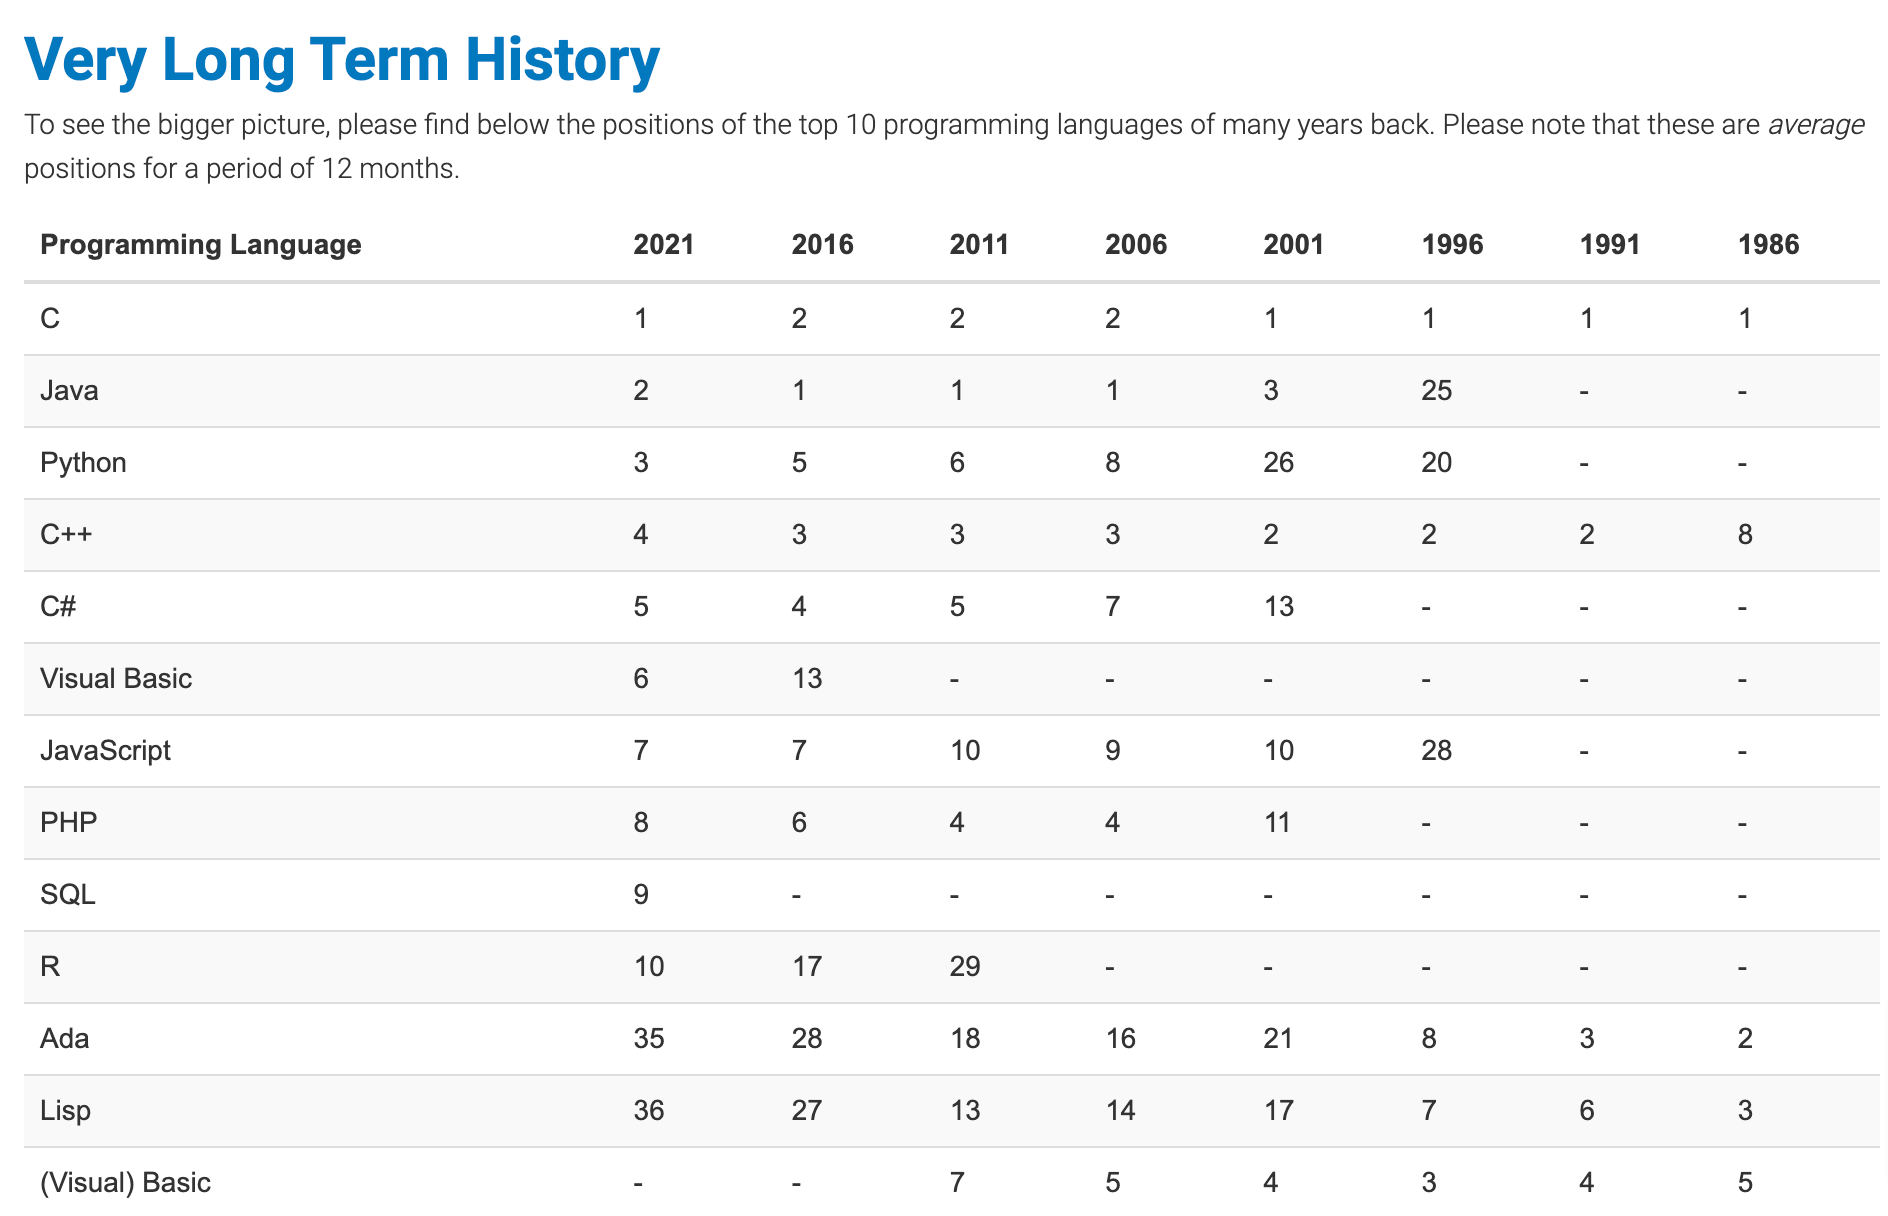 Very Long Term History
To see the bigger picture, please find below the positions of the top 10 programming languages of many years back. Please note that these are average
positions for a period of 12 months.
Programming Language 2021 2016 2011 2006 2001 1996 1991 1986
C 1 2 2 2 1 1 1 1
Java 2 1 1 1 3 25 - -
Python 3 5 6 8 26 20 - -
C++ 4 3 3 3 2 2 2 8
C# 5 4 5 7 13 - - -
Visual Basic 6 13 - - - - - -
JavaScript 7 7 10 9 10 28 - -
PHP 8 6 4 4 11 - - -
SQL 9 - - - - - - -
R 10 17 29 - - - - -
Ada 35 28 18 16 21 8 3 2
Lisp 36 27 13 14 17 7 6 3
(Visual) Basic - - 7 5 4 3 4 5